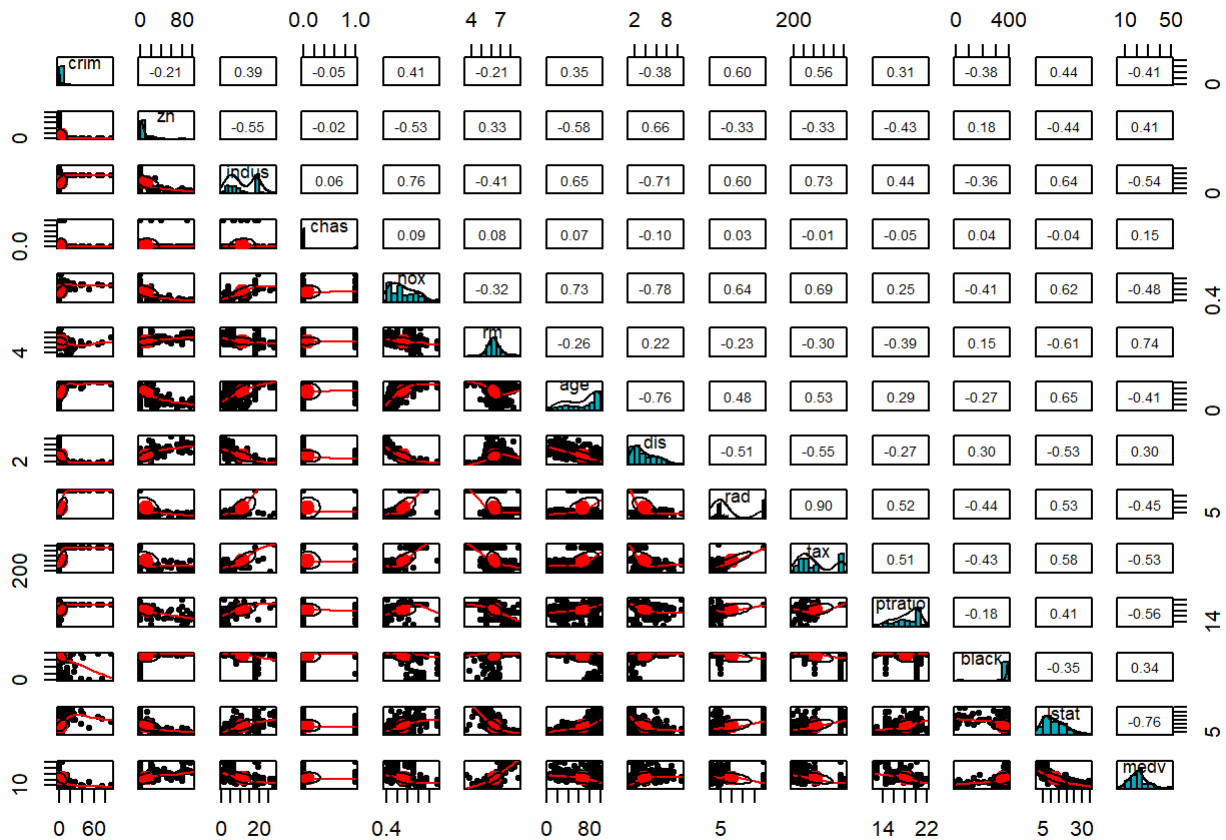 0 80 0.0 1.0 4 7 2 8 200 0 400 10 50
crim -0.21 0.39 -0.05 0.41 -0.21 0.35 -0.38 0.60 0.56 0.31 -0.38 0.44 -0.41 0
0 zn -0.55 -0.02 -0.53 0.33 -0.58 0.66 -0.33 -0.33 -0.43 0.18 -0.44 0.41
indus 0.06 0.76 -0.41 0.65 -0.71 0.60 0.73 0.44 -0.36 0.64 -0.54 0
0.0 chas 0.09 0.08 0.07 -0.10 0.03 -0.01 -0.05 0.04 -0.04 0.15
nox -0.32 0.73 -0.78 0.64 0.69 0.25 -0.41 0.62 -0.48 0.4
4 rm -0.26 0.22 -0.23 -0.30 -0.39 0.15 -0.61 0.74
age -0.76 0.48 0.53 0.29 -0.27 0.65 -0.41 0
2 dis -0.51 -0.55 -0.27 0.30 -0.53 0.30
rad 0.90 0.52 -0.44 0.53 -0.45 5
200 tax 0.51 -0.43 0.58 -0.53
ptratio -0.18 0.41 -0.56 14
0 black -0.35 0.34
lstat -0.76 5
10 medv
0 60 0 20 0.4 0 80 5 14 22 5 30